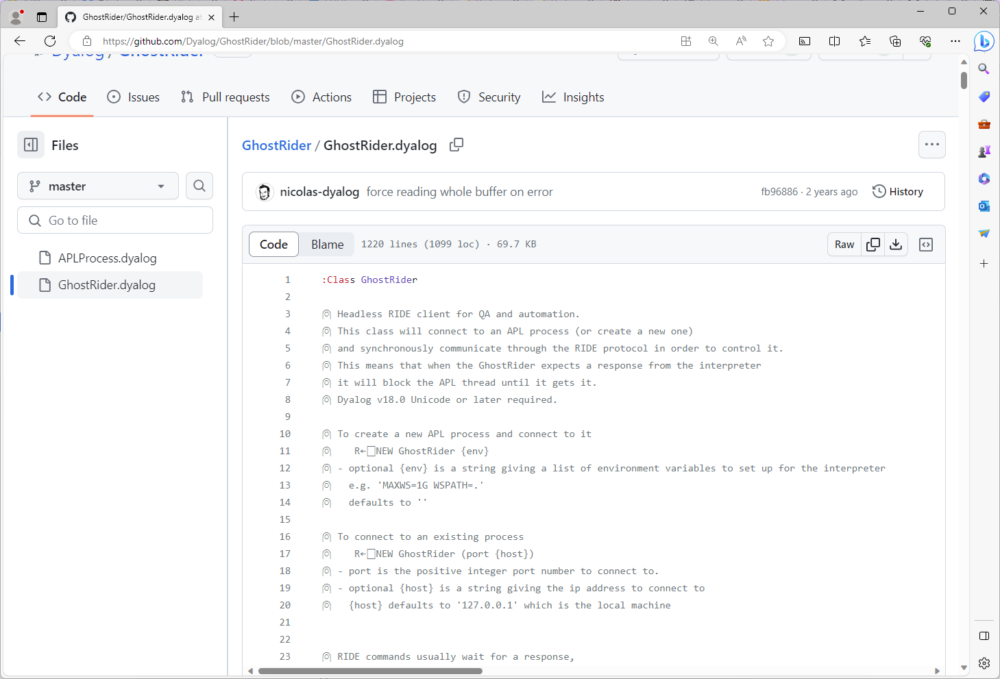 GhostRider/GhostRider.dyalog at
https://github.com/Dyalog/GhostRider/blob/master/GhostRider.dyalog
Dyalog / GhostRider
Code
Issues
Pull requests
Actions
Projects
Security
Insights
Files
master
Go to file
APLProcess.dyalog
GhostRider.dyalog
GhostRider / GhostRider.dyalog
nicolas-dyalog force reading whole buffer on error
fb96886 · 2 years ago
History
Code
Blame
1220 lines (1099 loc) · 69.7 KB
Raw
1 :Class GhostRider
2
3 ⍝ Headless RIDE client for QA and automation.
4 ⍝ This class will connect to an APL process (or create a new one)
5 ⍝ and synchronously communicate through the RIDE protocol in order to control it.
6 ⍝ This means that when the GhostRider expects a response from the interpreter
7 ⍝ it will block the APL thread until it gets it.
8 ⍝ Dyalog v18.0 Unicode or later required.
9
10 ⍝ To create a new APL process and connect to it
11 ⍝    R←⎕NEW GhostRider {env}
12 ⍝ - optional {env} is a string giving a list of environment variables to set up for the interpreter
13 ⍝   e.g. 'MAXWS=1G WSPATH=.'
14 ⍝   defaults to ''
15
16 ⍝ To connect to an existing process
17 ⍝    R←⎕NEW GhostRider (port {host})
18 ⍝ - port is the positive integer port number to connect to.
19 ⍝ - optional {host} is a string giving the ip address to connect to
20 ⍝   {host} defaults to '127.0.0.1' which is the local machine
21
22
23 ⍝ RIDE commands usually wait for a response,